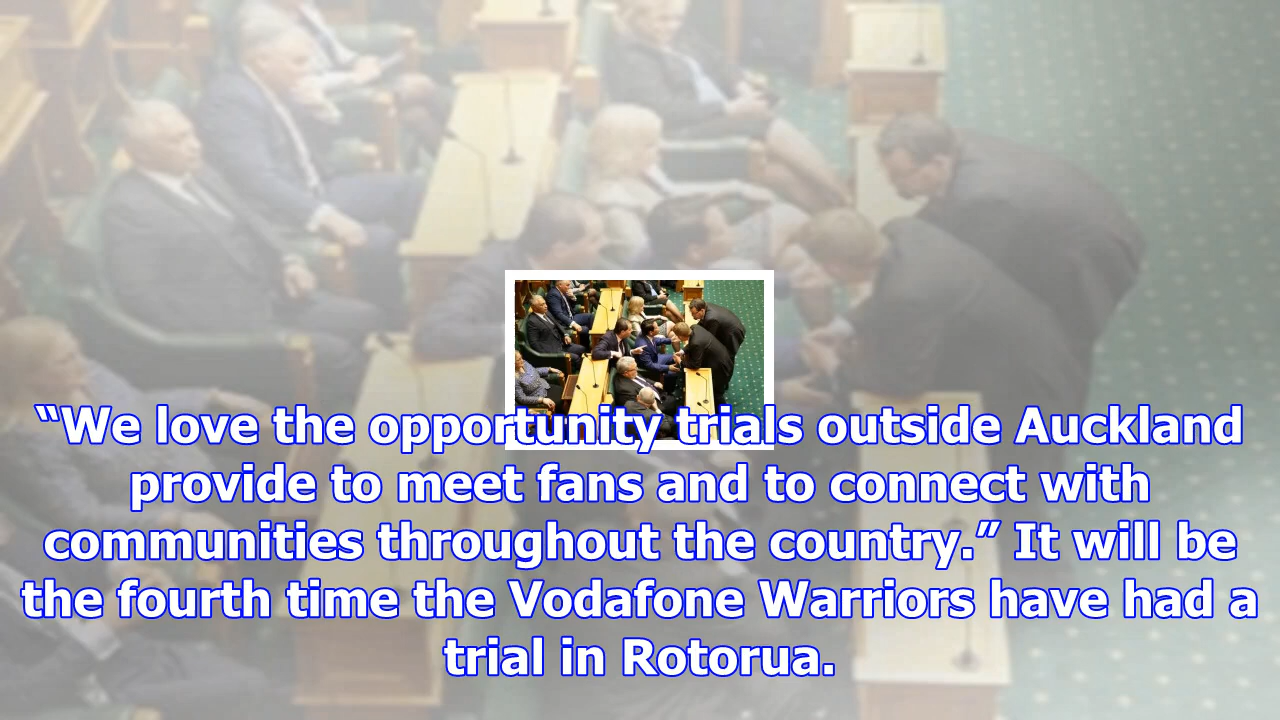 “We love the opportunity trials outside Auckland
provide to meet fans and to connect with
communities throughout the country.” It will be
the fourth time the Vodafone Warriors have had a
trial in Rotorua.